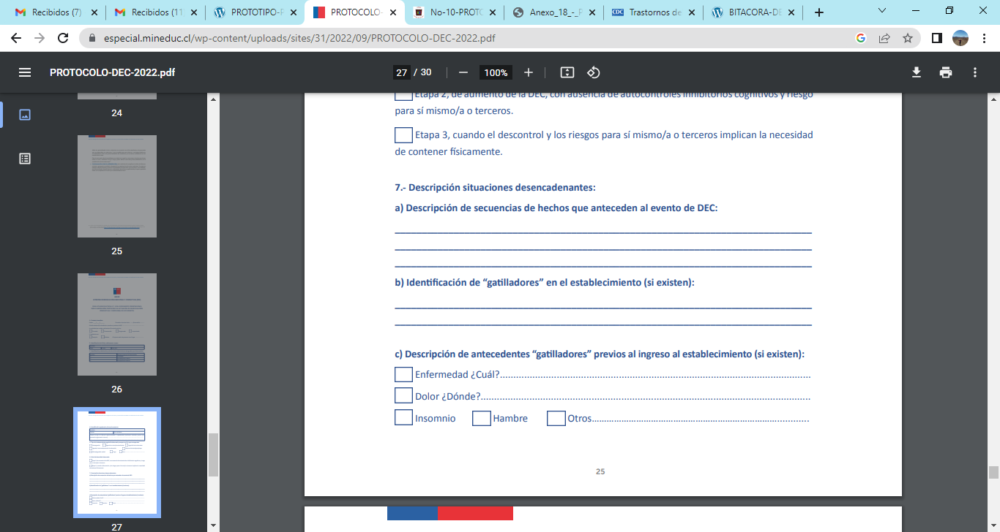 Recibidos (7)
Recibidos (11
PROTOTIPO-P
PROTOCOLO-
No-10-PROTO
Anexo_18_-_P
CDC
Trastornos de
BITACORA-DE
especial.mineduc.cl/wp-content/uploads/sites/31/2022/09/PROTOCOLO-DEC-2022.pdf
PROTOCOLO-DEC-2022.pdf
27 / 30
100%
24
25
26
27
Etapa 2, de aumento de la DEC, con ausencia de autocontroles inhibitorios cognitivos y riesgo
para sí mismo/a o terceros.
Etapa 3, cuando el descontrol y los riesgos para sí mismo/a o terceros implican la necesidad
de contener físicamente.
7.- Descripción situaciones desencadenantes:
a) Descripción de secuencias de hechos que anteceden al evento de DEC:
b) Identificación de “gatilladores” en el establecimiento (si existen):
c) Descripción de antecedentes “gatilladores” previos al ingreso al establecimiento (si existen):
Enfermedad ¿Cuál?
Dolor ¿Dónde?
Insomnio Hambre Otros
25